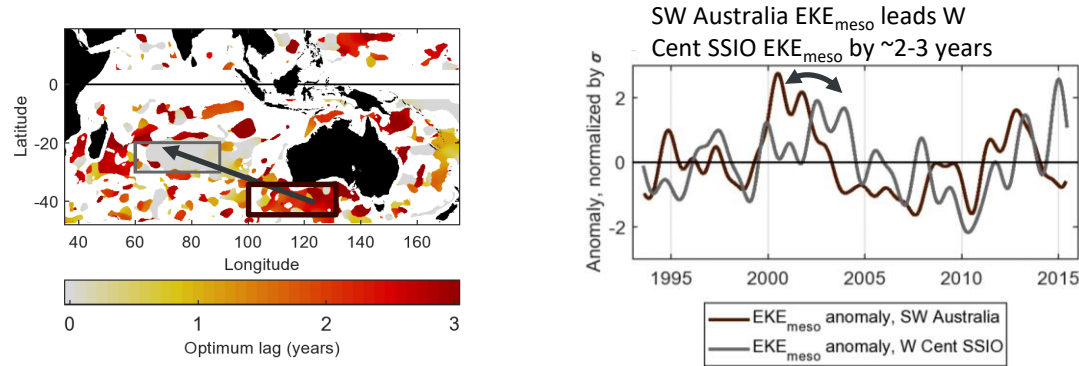 Latitude
0
-20
-40
40
60
80
100
120
140
160
Longitude
0
1
2
3
Optimum lag (years)
SW Australia EKEmeso leads W
Cent SSIO EKEmeso by ~2-3 years
Anomaly, normalized by σ
2
0
-2
1995
2000
2005
2010
2015
EKEmeso anomaly, SW Australia
EKEmeso anomaly, W Cent SSIO